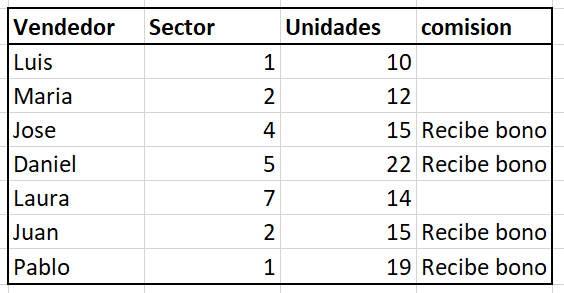 Vendedor Sector Unidades comision
Luis 1 10
Maria 2 12
Jose 4 15 Recibe bono
Daniel 5 22 Recibe bono
Laura 7 14
Juan 2 15 Recibe bono
Pablo 1 19 Recibe bono